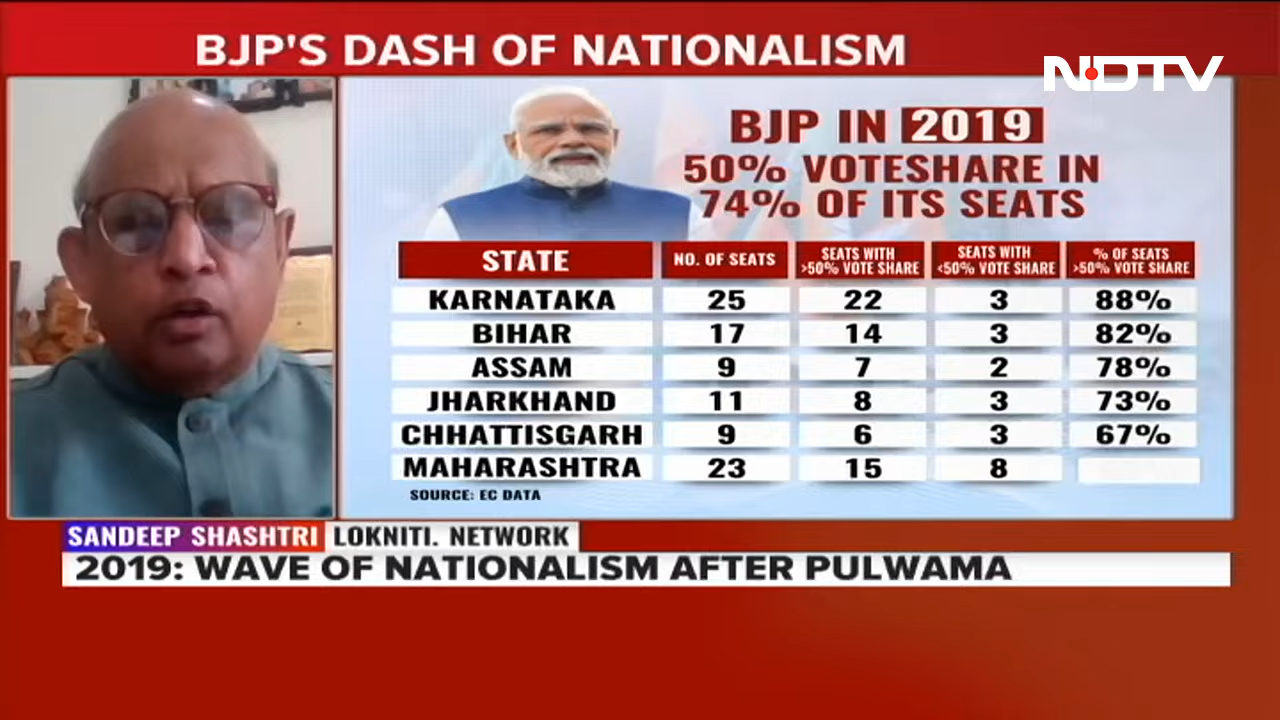 BJP'S DASH OF NATIONALISM
NDTV
BJP IN 2019
50% VOTESHARE IN
74% OF ITS SEATS
STATE NO. OF SEATS SEATS WITH >50% VOTE SHARE SEATS WITH <50% VOTE SHARE % OF SEATS >50% VOTE SHARE
KARNATAKA 25 22 3 88%
BIHAR 17 14 3 82%
ASSAM 9 7 2 78%
JHARKHAND 11 8 3 73%
CHHATTISGARH 9 6 3 67%
MAHARASHTRA 23 15 8
SOURCE: EC DATA
SANDEEP SHASHTRI LOKNITI. NETWORK
2019: WAVE OF NATIONALISM AFTER PULWAMA